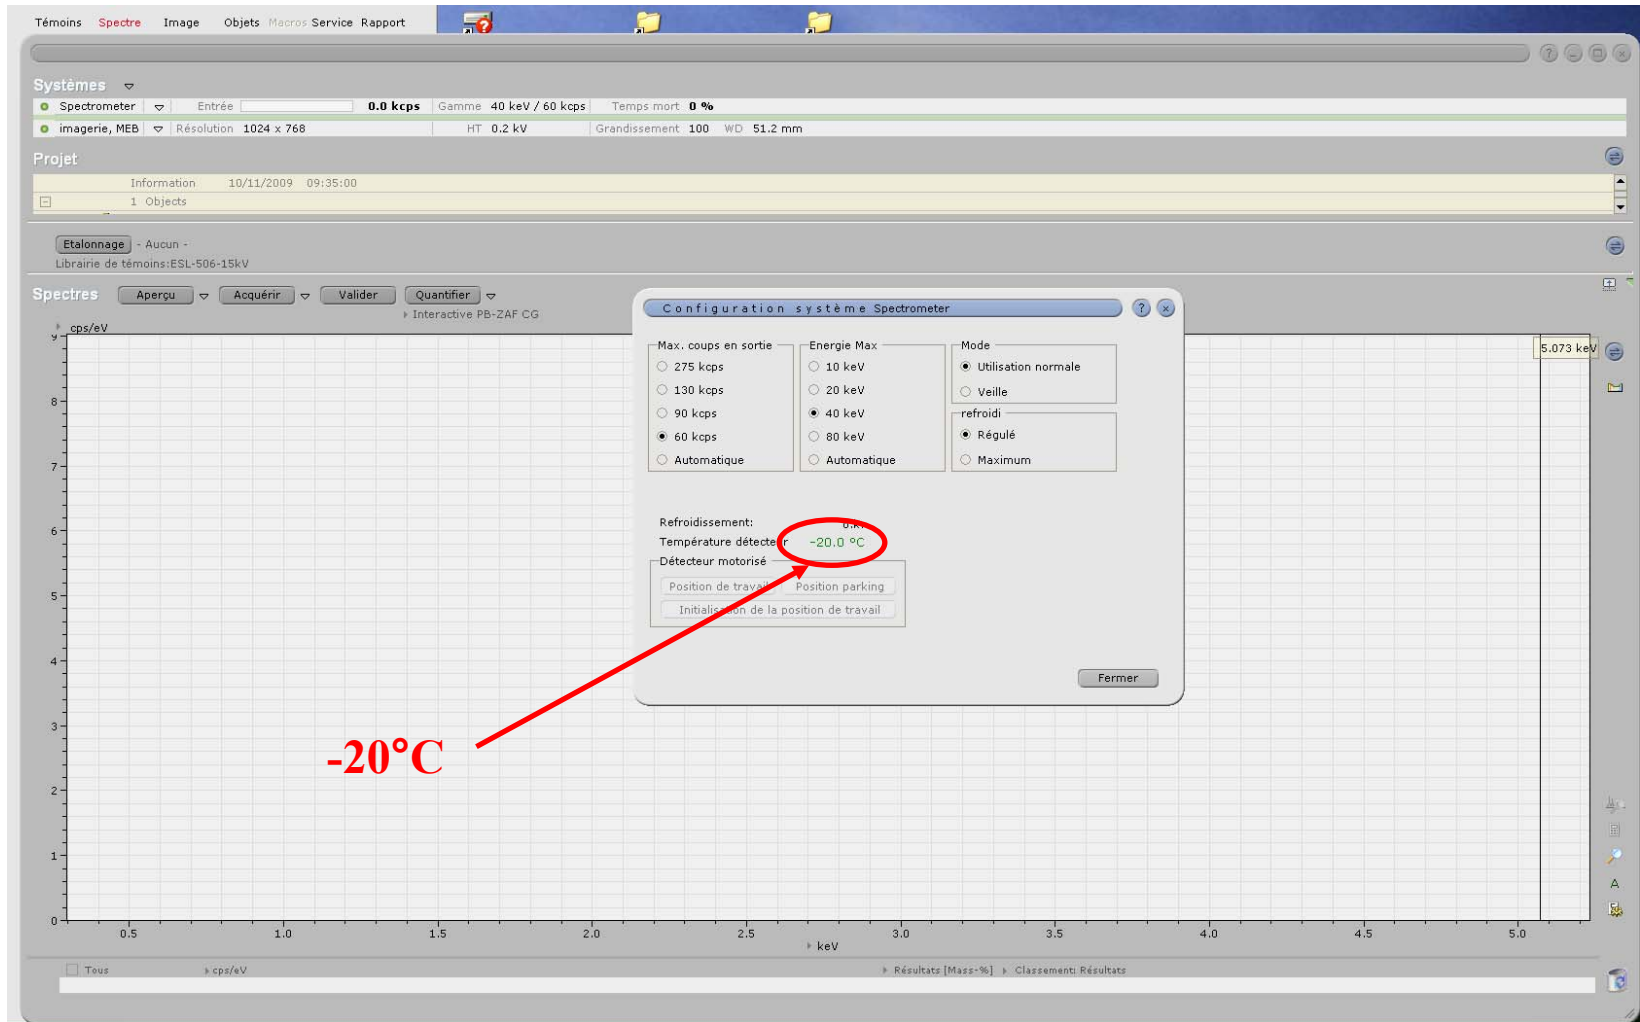 Témoins Spectre Image Objets Macros Service Rapport
Systèmes
Spectrometer Entrée 0.0 kcps Gamme 40 keV / 60 kcps Temps mort 0 %
imagerie, MEB Résolution 1024 x 768 HT 0.2 kV Grandissement 100 WD 51.2 mm
Projet
Information 10/11/2009 09:35:00
1 Objects
Etalonnage - Aucun -
Librairie de témoins:ESL-506-15kV
Spectres Aperçu Acquérir Valider Quantifier
Interactive PB-ZAF CG
cps/eV
5.073 keV
Configuration système Spectrometer
Max. coups en sortie Energie Max Mode
275 kcps 10 keV Utilisation normale
130 kcps 20 keV Veille
90 kcps 40 keV refroidi
60 kcps 80 keV Régulé
Automatique Automatique Maximum
Refroidissement:
Température détecteur -20.0 °C
Détecteur motorisé
Position de travail Position parking
Initialisation de la position de travail
Fermer
-20°C
9
8
7
6
5
4
3
2
1
0
0.5 1.0 1.5 2.0 2.5 3.0 3.5 4.0 4.5 5.0
keV
A
Tous cps/eV Résultats [Mass-%] Classement: Résultats